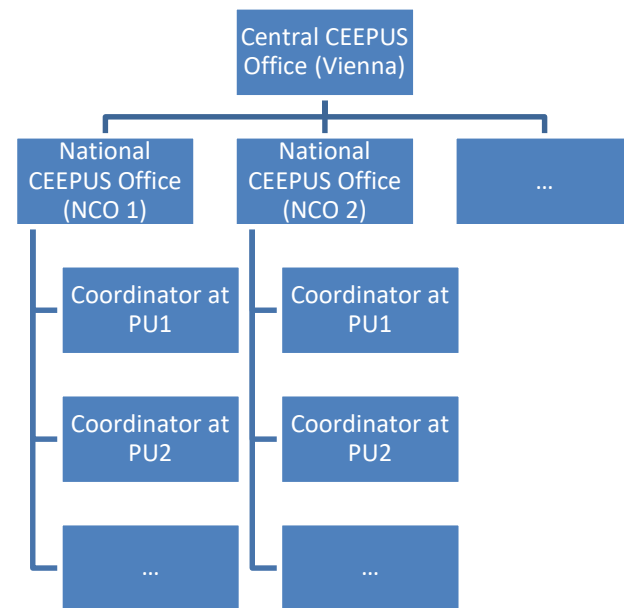 Central CEEPUS
Office (Vienna)
National
CEEPUS Office
(NCO 1)
National
CEEPUS Office
(NCO 2)
...
Coordinator at
PU1
Coordinator at
PU2
...
Coordinator at
PU1
Coordinator at
PU2
...